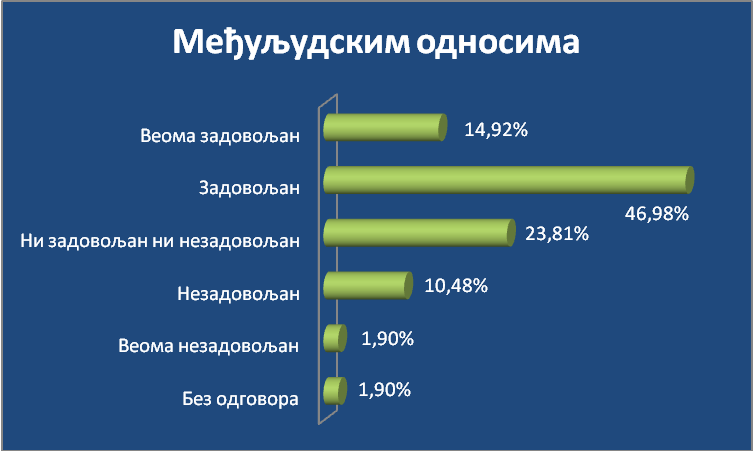 Међуљудским односима
Веома задовољан
14,92%
Задовољан
46,98%
Ни задовољан ни незадовољан
23,81%
Незадовољан
10,48%
Веома незадовољан
1,90%
Без одговора
1,90%